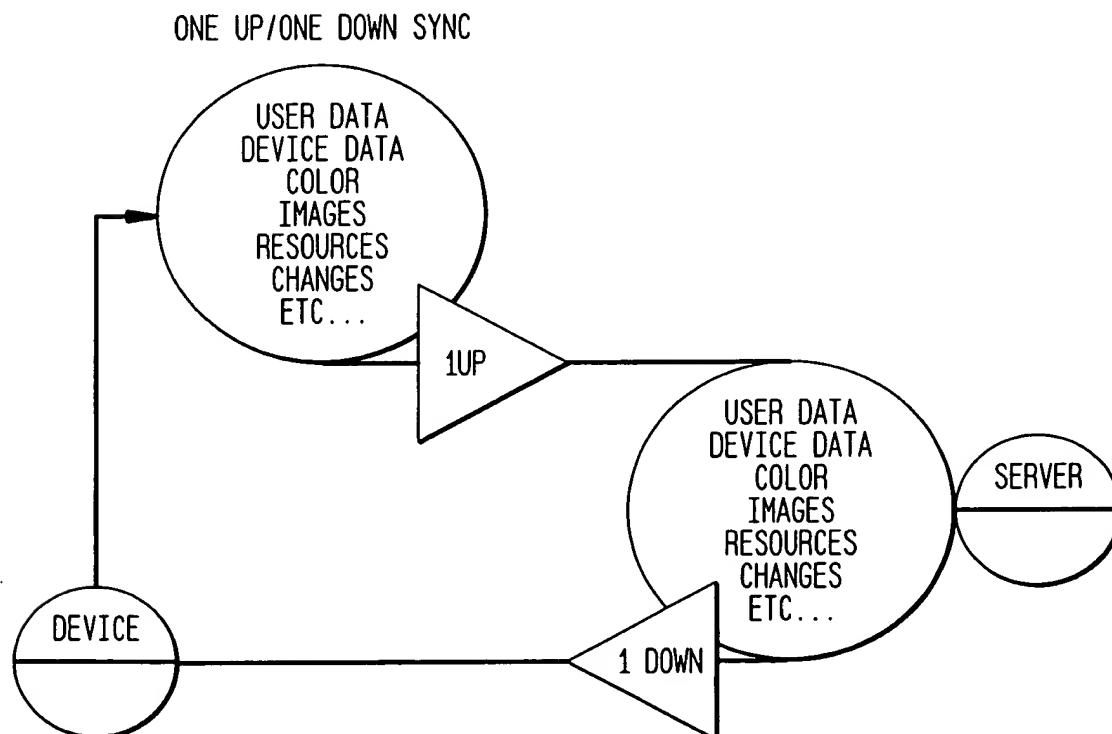 ONE UP/ONE DOWN SYNC
USER DATA
DEVICE DATA
COLOR
IMAGES
RESOURCES
CHANGES
ETC...
1UP
USER DATA
DEVICE DATA
COLOR
IMAGES
RESOURCES
CHANGES
ETC...
SERVER
DEVICE
1 DOWN